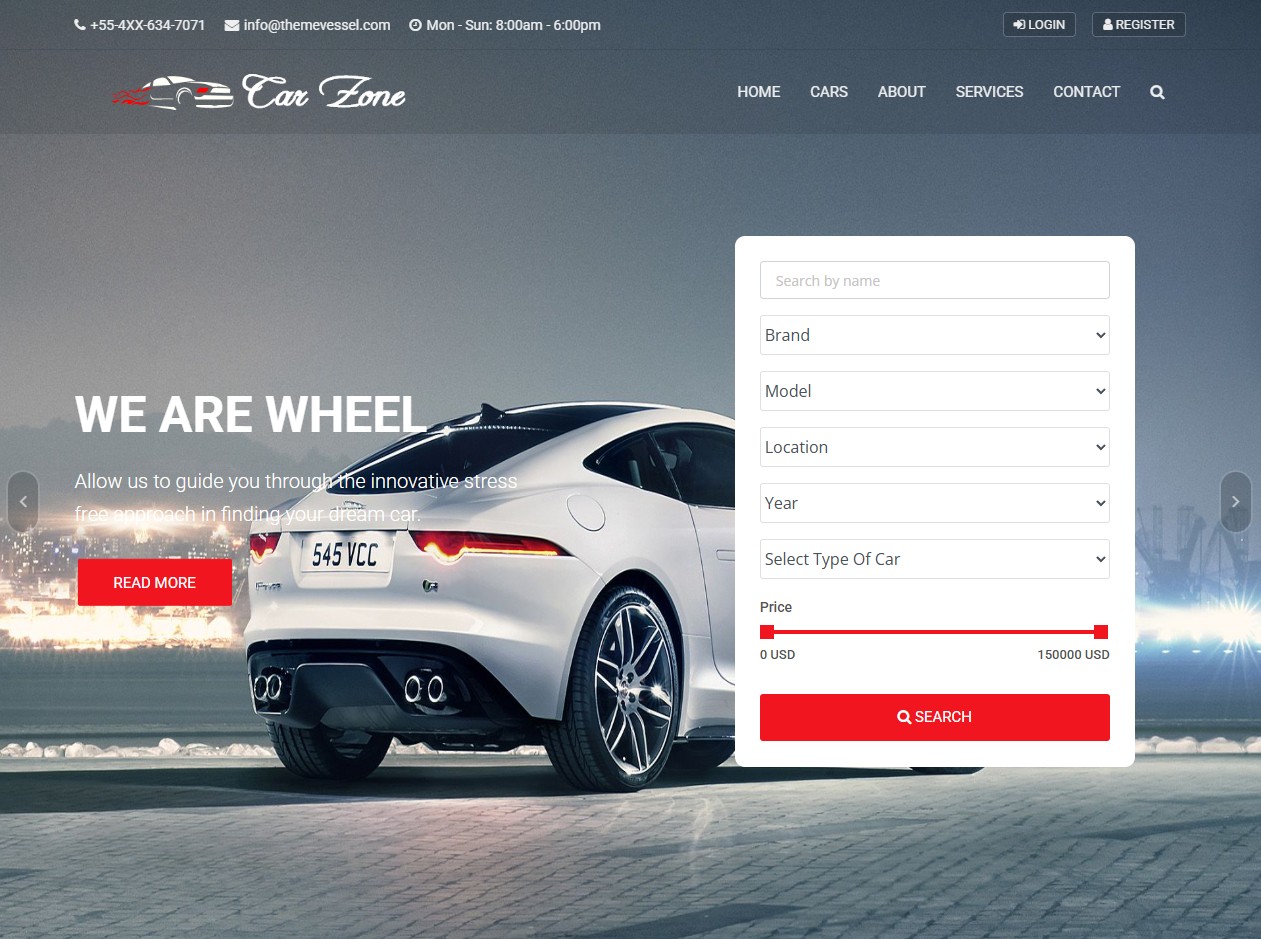 +55-4XX-634-7071 info@themevessel.com Mon - Sun: 8:00am - 6:00pm LOGIN REGISTER
Car Zone HOME CARS ABOUT SERVICES CONTACT
Search by name
Brand
Model
Location
Year
Select Type Of Car
Price
0 USD 150000 USD
SEARCH
WE ARE WHEEL
Allow us to guide you through the innovative stress
free approach in finding your dream car.
READ MORE
545 VCC